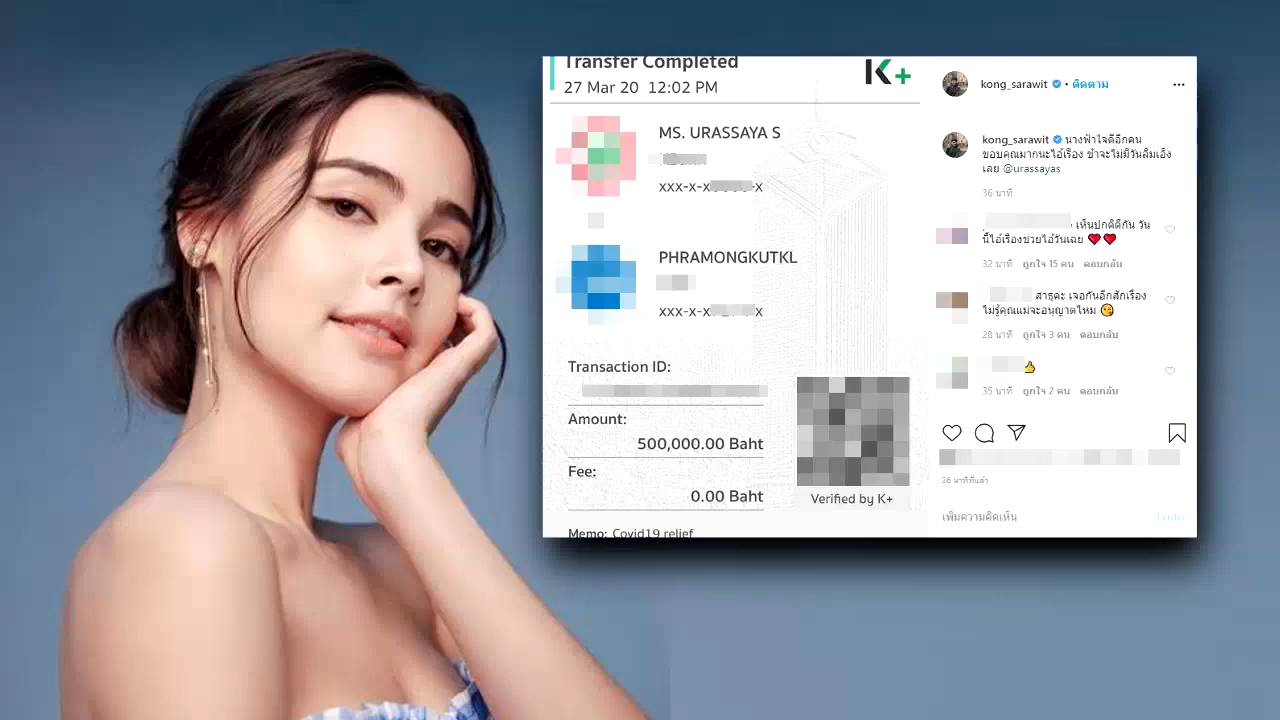 Transfer Completed
27 Mar 20 12:02 PM
K+
MS. URASSAYA S
xxx-x-x
-x
PHRAMONGKUTKL
xxx-x-x
x
Transaction ID:
Amount:
500,000.00 Baht
Fee:
0.00 Baht
Memo: Covid19 relief
Verified by K+
kong_sarawit • ติดตาม
kong_sarawit นางฟ้าใจดีอีกคน
ขอบคุณมากนะไอ้เรื่อง ข้าจะไม่มีวันลืมเอ็ง
เลย @urassayas
36 นาที
เห็นปกติตีกัน วัน
นี้ไอ้เรื่องช่วยไอ้วันเฉย ❤️❤️
32 นาที ถูกใจ 15 คน ตอบกลับ
สาธุคะ เจอกันอีกสักเรื่อง
ไม่รู้คุณแม่จะอนุญาตไหม 😘
28 นาที ถูกใจ 3 คน ตอบกลับ
👍
35 นาที ถูกใจ 2 คน ตอบกลับ
36 นาทีที่แล้ว
เพิ่มความคิดเห็น
โพสต์